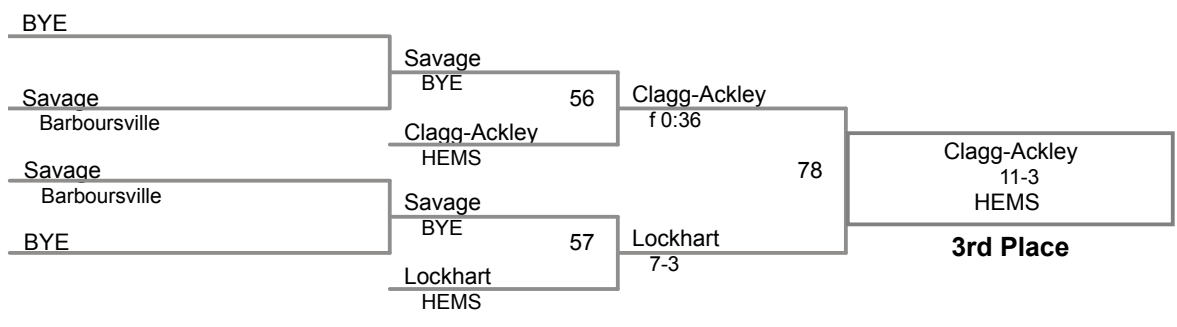 BYE
Savage
BYE
Savage
Barboursville
56
Clagg-Ackley
f 0:36
Clagg-Ackley
HEMS
Clagg-Ackley
11-3
HEMS
78
Savage
Barboursville
Savage
BYE
BYE
57
Lockhart
7-3
3rd Place
Lockhart
HEMS